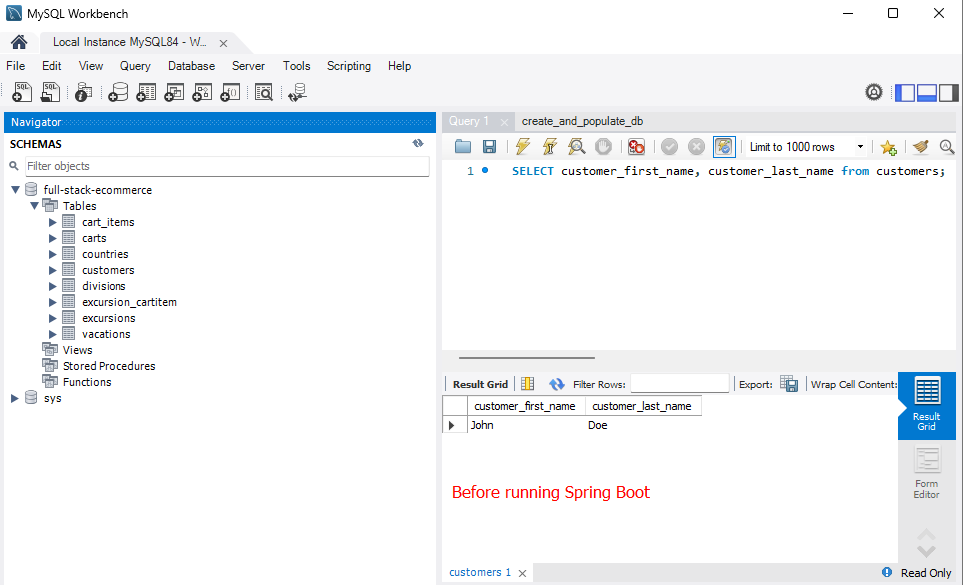 MySQL Workbench
Local Instance MySQL84 - W...
File Edit View Query Database Server Tools Scripting Help
SQL SQL
Navigator
SCHEMAS
Filter objects
full-stack-ecommerce
Tables
cart_items
carts
countries
customers
divisions
excursion_cartitem
excursions
vacations
Views
Stored Procedures
Functions
sys
Query 1 create_and_populate_db
Limit to 1000 rows
1 SELECT customer_first_name, customer_last_name from customers;
Result Grid Filter Rows: Export: Wrap Cell Content:
customer_first_name customer_last_name
John Doe
Before running Spring Boot
Result
Grid
Form
Editor
customers 1 Read Only